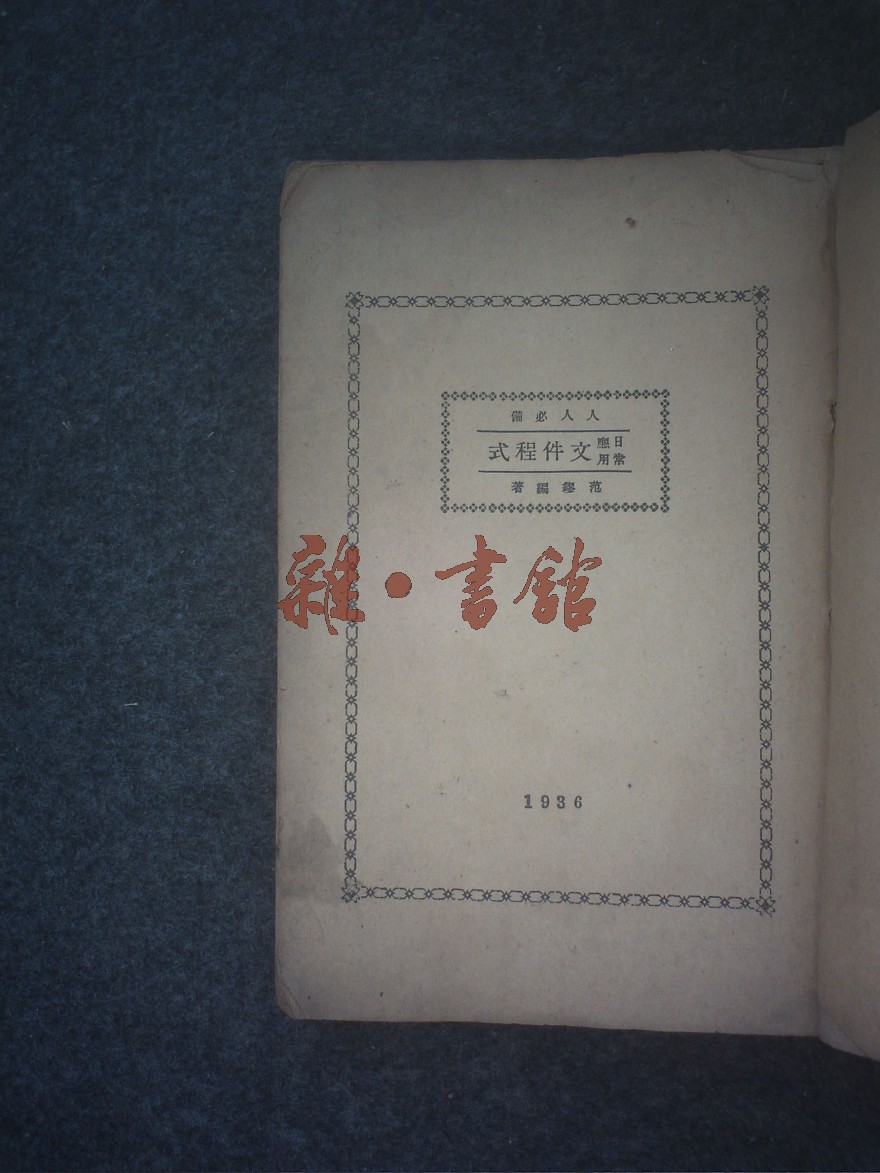 人人必備
日常應用文件程式
范鏐編著
雜·書館
1936